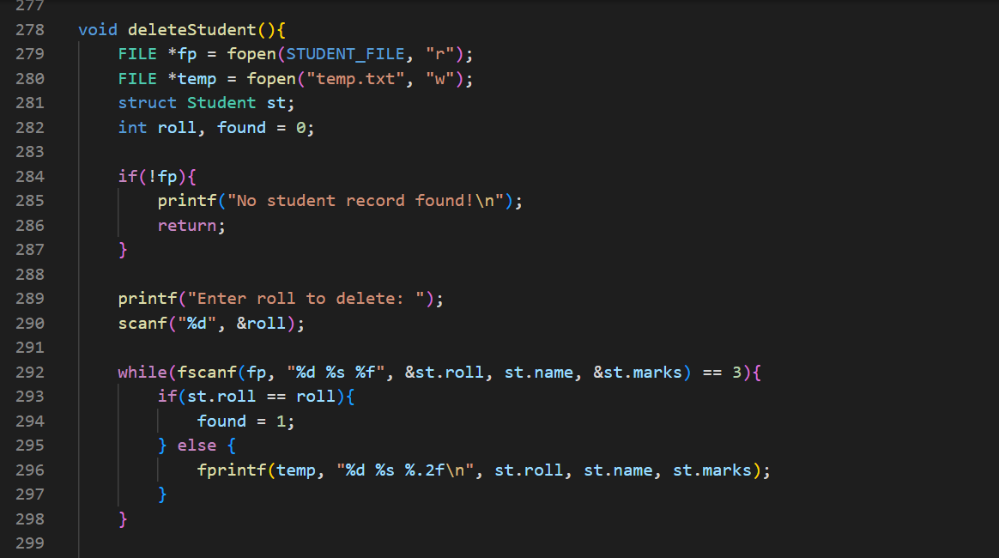 277
278 void deleteStudent(){
279     FILE *fp = fopen(STUDENT_FILE, "r");
280     FILE *temp = fopen("temp.txt", "w");
281     struct Student st;
282     int roll, found = 0;
283
284     if(!fp){
285         printf("No student record found!\n");
286         return;
287     }
288
289     printf("Enter roll to delete: ");
290     scanf("%d", &roll);
291
292     while(fscanf(fp, "%d %s %f", &st.roll, st.name, &st.marks) == 3){
293         if(st.roll == roll){
294             found = 1;
295         } else {
296             fprintf(temp, "%d %s %.2f\n", st.roll, st.name, st.marks);
297         }
298     }
299